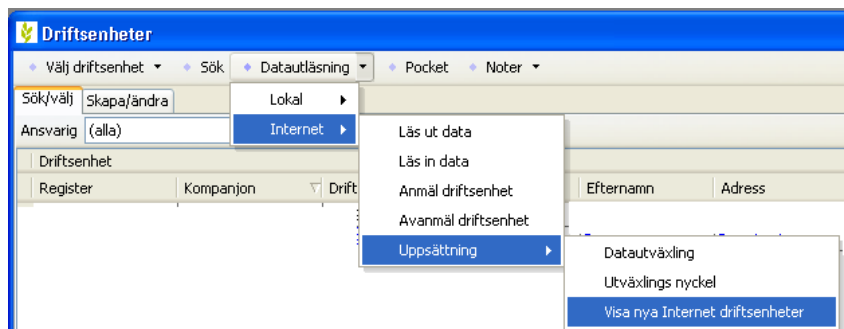 Driftsenheter
Välj driftsenhet Sök Datautläsning Pocket Noter
Sök/välj Skapa/ändra Lokal
Ansvarig (alla) Internet Läs ut data
Driftsenhet Läs in data
Register Kompanjon Drift Anmäl driftsenhet Efternamn Adress
Avanmäl driftsenhet
Uppsättning Datautväxling
Utväxlings nyckel
Visa nya Internet driftsenheter